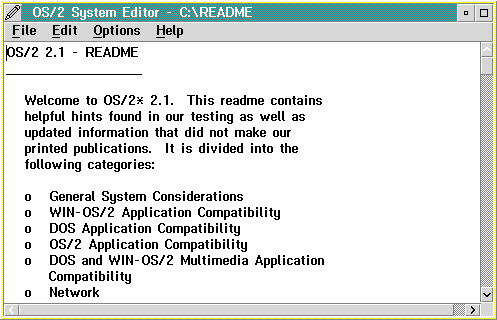 OS/2 System Editor - C:\README
File Edit Options Help
OS/2 2.1 - README
Welcome to OS/2* 2.1. This readme contains
helpful hints found in our testing as well as
updated information that did not make our
printed publications. It is divided into the
following categories:
o General System Considerations
o WIN-OS/2 Application Compatibility
o DOS Application Compatibility
o OS/2 Application Compatibility
o DOS and WIN-OS/2 Multimedia Application
Compatibility
o Network